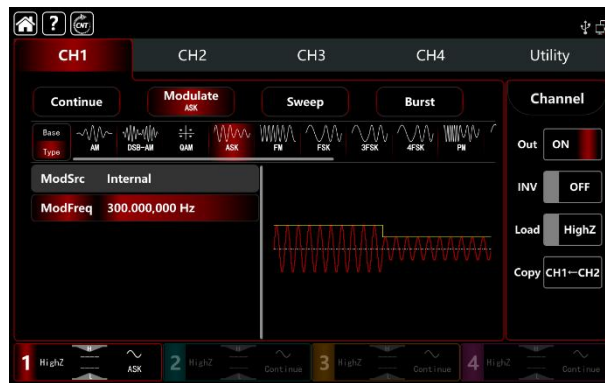 ? CNT
CH1 CH2 CH3 CH4 Utility
Continue Modulate ASK Sweep Burst Channel
Base Type AM DSB-AM QAM ASK FM FSK 3FSK 4FSK PM
Out ON
ModSrc Internal
INV OFF
ModFreq 300.000,000 Hz
Load HighZ
Copy CH1←CH2
1 HighZ ASK 2 HighZ Continue 3 HighZ Continue 4 HighZ Continue